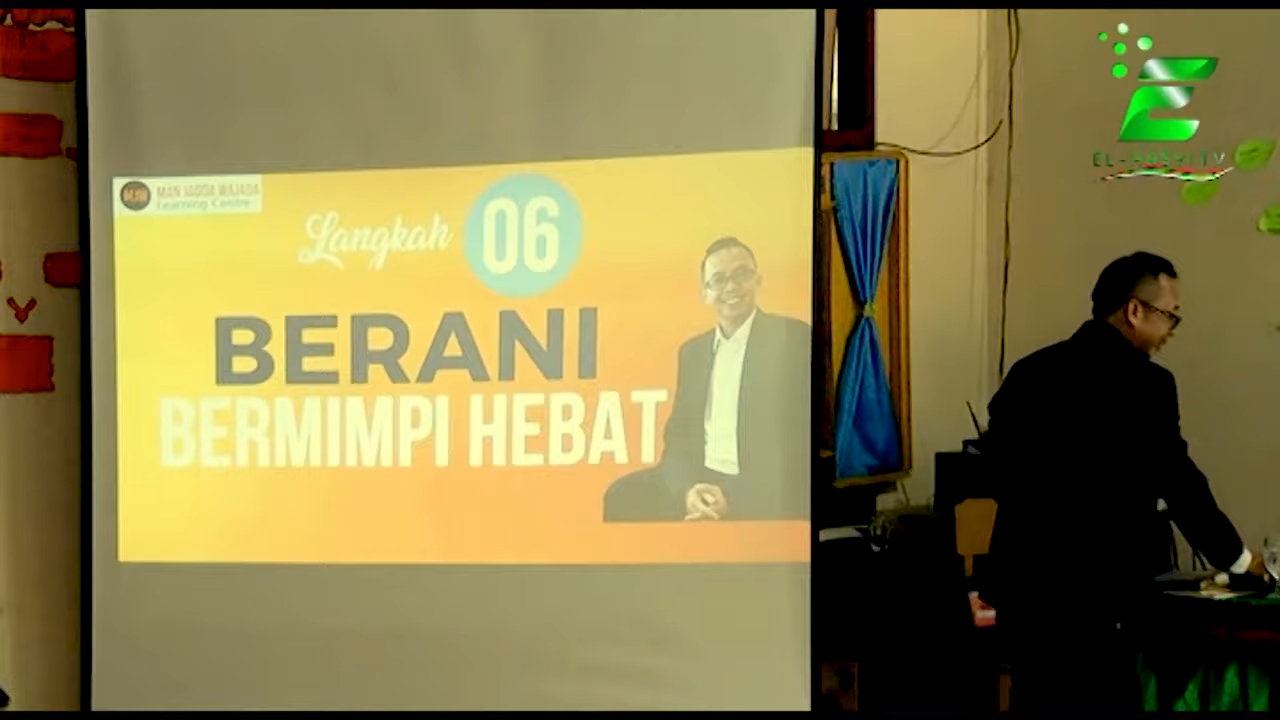 MAN JADDA WAJADA
Learning Centre
Langkah 06
BERANI
BERMIMPI HEBAT